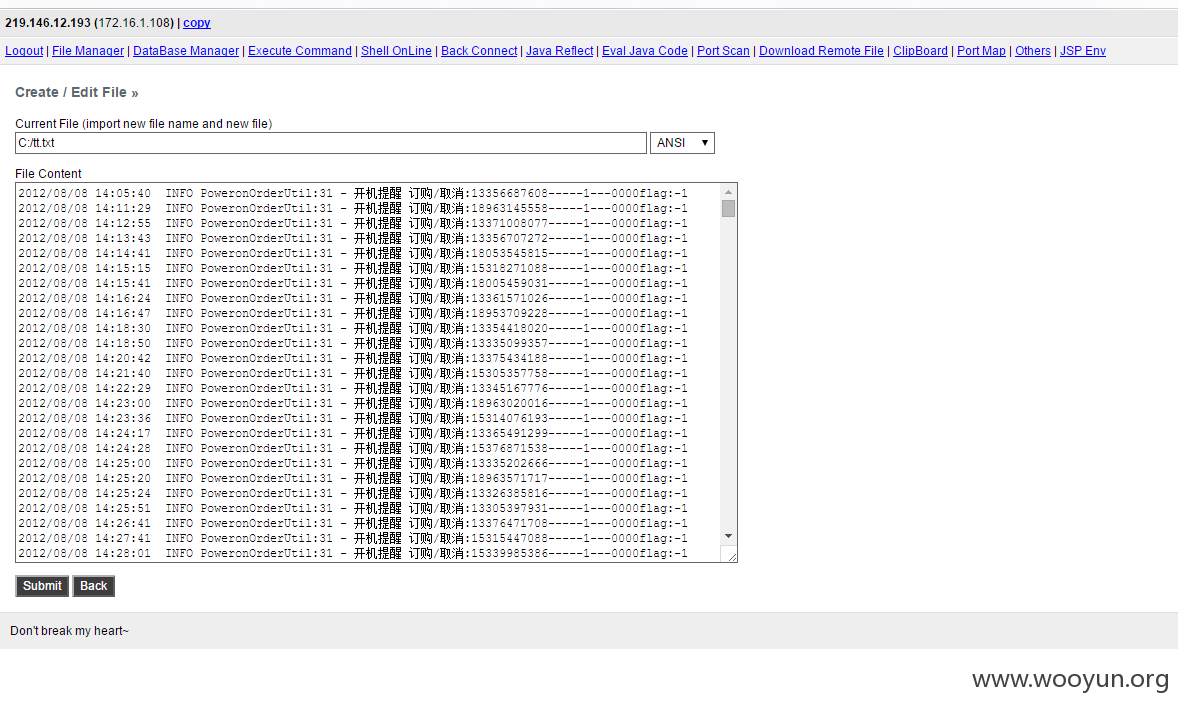 219.146.12.193 (172.16.1.108) | copy
Logout | File Manager | DataBase Manager | Execute Command | Shell OnLine | Back Connect | Java Reflect | Eval Java Code | Port Scan | Download Remote File | ClipBoard | Port Map | Others | JSP Env
Create / Edit File »
Current File (import new file name and new file)
C:/tt.txt ANSI
File Content
2012/08/08 14:05:40 INFO PoweronOrderUtil:31 - 开机提醒 订购/取消:13356687608-----1---0000flag:-1
2012/08/08 14:11:29 INFO PoweronOrderUtil:31 - 开机提醒 订购/取消:18963145558-----1---0000flag:-1
2012/08/08 14:12:55 INFO PoweronOrderUtil:31 - 开机提醒 订购/取消:13371008077-----1---0000flag:-1
2012/08/08 14:13:43 INFO PoweronOrderUtil:31 - 开机提醒 订购/取消:13356707272-----1---0000flag:-1
2012/08/08 14:14:41 INFO PoweronOrderUtil:31 - 开机提醒 订购/取消:18053545815-----1---0000flag:-1
2012/08/08 14:15:15 INFO PoweronOrderUtil:31 - 开机提醒 订购/取消:15318271088-----1---0000flag:-1
2012/08/08 14:15:41 INFO PoweronOrderUtil:31 - 开机提醒 订购/取消:18005459031-----1---0000flag:-1
2012/08/08 14:16:24 INFO PoweronOrderUtil:31 - 开机提醒 订购/取消:13361571026-----1---0000flag:-1
2012/08/08 14:16:47 INFO PoweronOrderUtil:31 - 开机提醒 订购/取消:18953709228-----1---0000flag:-1
2012/08/08 14:18:30 INFO PoweronOrderUtil:31 - 开机提醒 订购/取消:13354418020-----1---0000flag:-1
2012/08/08 14:18:50 INFO PoweronOrderUtil:31 - 开机提醒 订购/取消:13335099357-----1---0000flag:-1
2012/08/08 14:20:42 INFO PoweronOrderUtil:31 - 开机提醒 订购/取消:13375434188-----1---0000flag:-1
2012/08/08 14:21:40 INFO PoweronOrderUtil:31 - 开机提醒 订购/取消:15305357758-----1---0000flag:-1
2012/08/08 14:22:29 INFO PoweronOrderUtil:31 - 开机提醒 订购/取消:13345167776-----1---0000flag:-1
2012/08/08 14:23:00 INFO PoweronOrderUtil:31 - 开机提醒 订购/取消:18963020016-----1---0000flag:-1
2012/08/08 14:23:36 INFO PoweronOrderUtil:31 - 开机提醒 订购/取消:15314076193-----1---0000flag:-1
2012/08/08 14:24:17 INFO PoweronOrderUtil:31 - 开机提醒 订购/取消:13365491299-----1---0000flag:-1
2012/08/08 14:24:28 INFO PoweronOrderUtil:31 - 开机提醒 订购/取消:15376871538-----1---0000flag:-1
2012/08/08 14:25:00 INFO PoweronOrderUtil:31 - 开机提醒 订购/取消:13335202666-----1---0000flag:-1
2012/08/08 14:25:20 INFO PoweronOrderUtil:31 - 开机提醒 订购/取消:18963571717-----1---0000flag:-1
2012/08/08 14:25:24 INFO PoweronOrderUtil:31 - 开机提醒 订购/取消:13326385816-----1---0000flag:-1
2012/08/08 14:25:51 INFO PoweronOrderUtil:31 - 开机提醒 订购/取消:13305397931-----1---0000flag:-1
2012/08/08 14:26:41 INFO PoweronOrderUtil:31 - 开机提醒 订购/取消:13376471708-----1---0000flag:-1
2012/08/08 14:27:41 INFO PoweronOrderUtil:31 - 开机提醒 订购/取消:15315447088-----1---0000flag:-1
2012/08/08 14:28:01 INFO PoweronOrderUtil:31 - 开机提醒 订购/取消:15339985386-----1---0000flag:-1
Submit Back
Don't break my heart~
www.wooyun.org